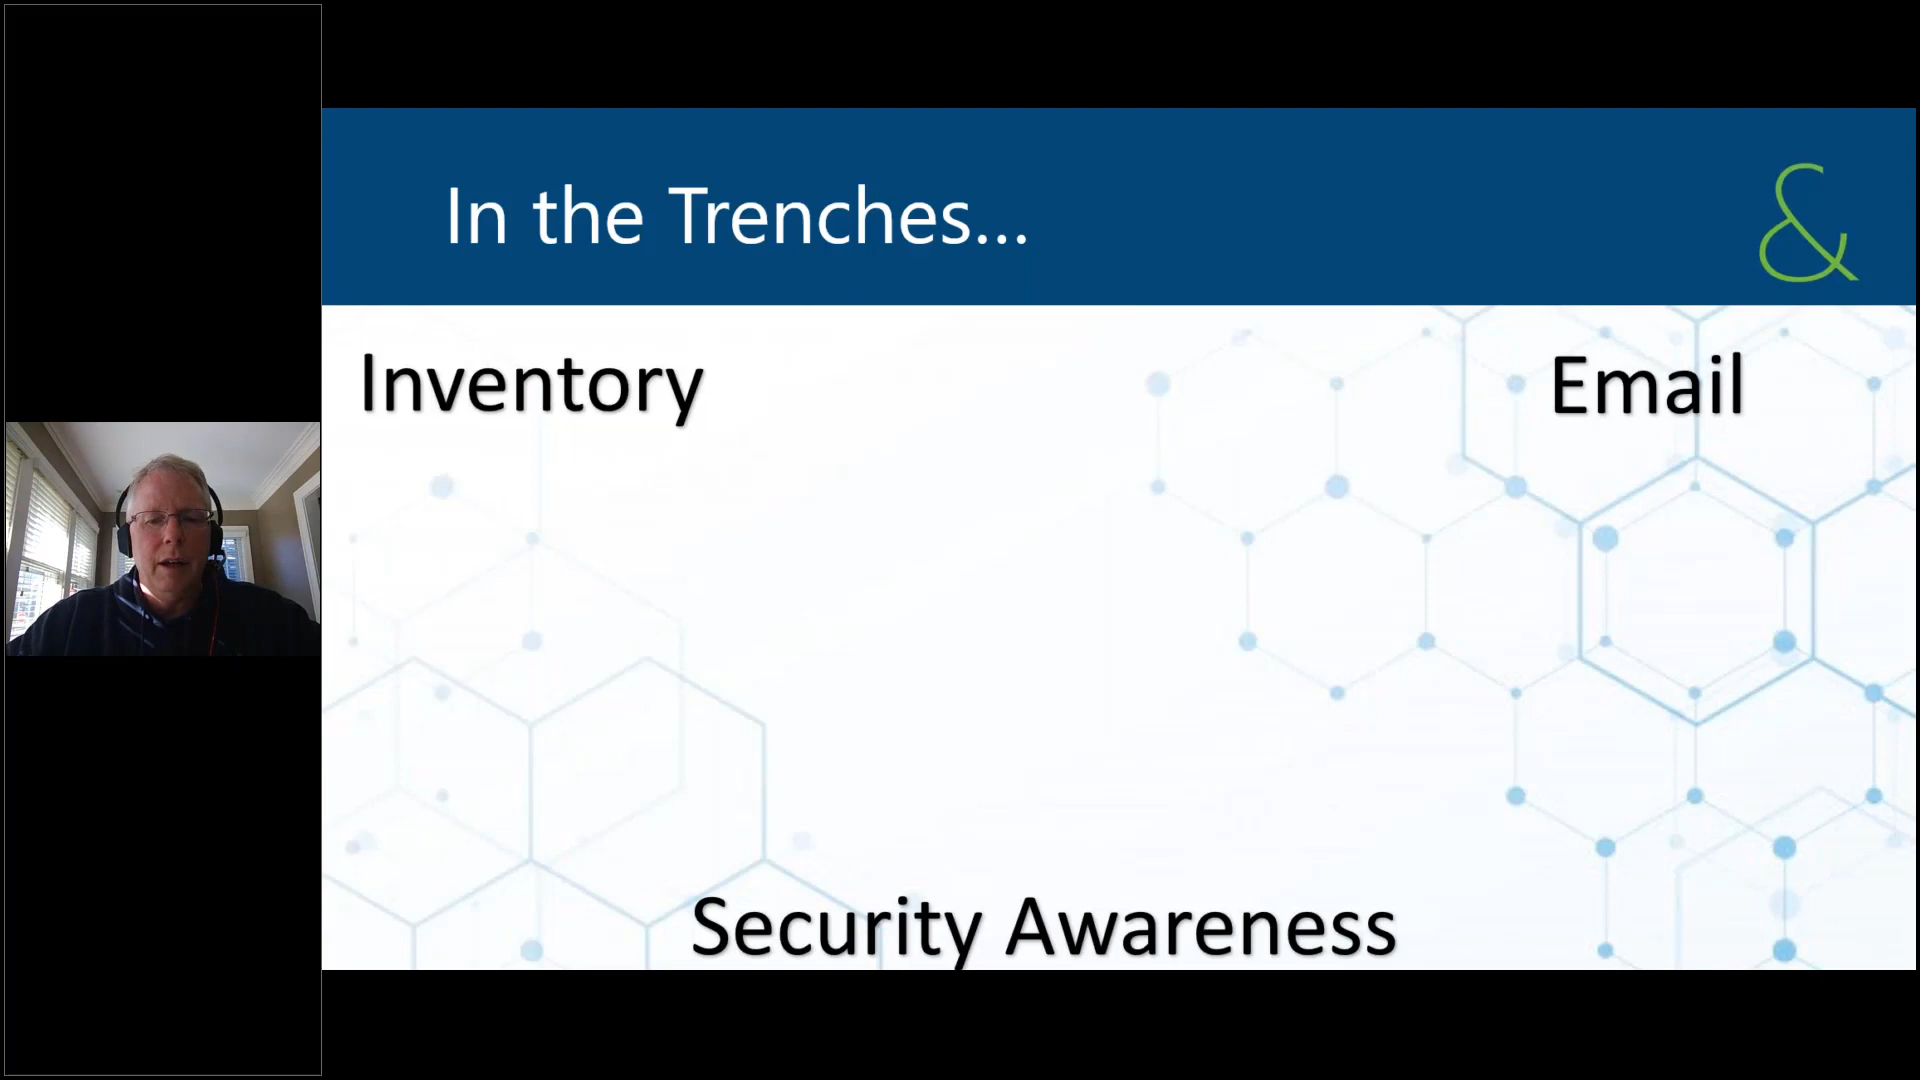 In the Trenches...
&
Inventory
Email
Security Awareness